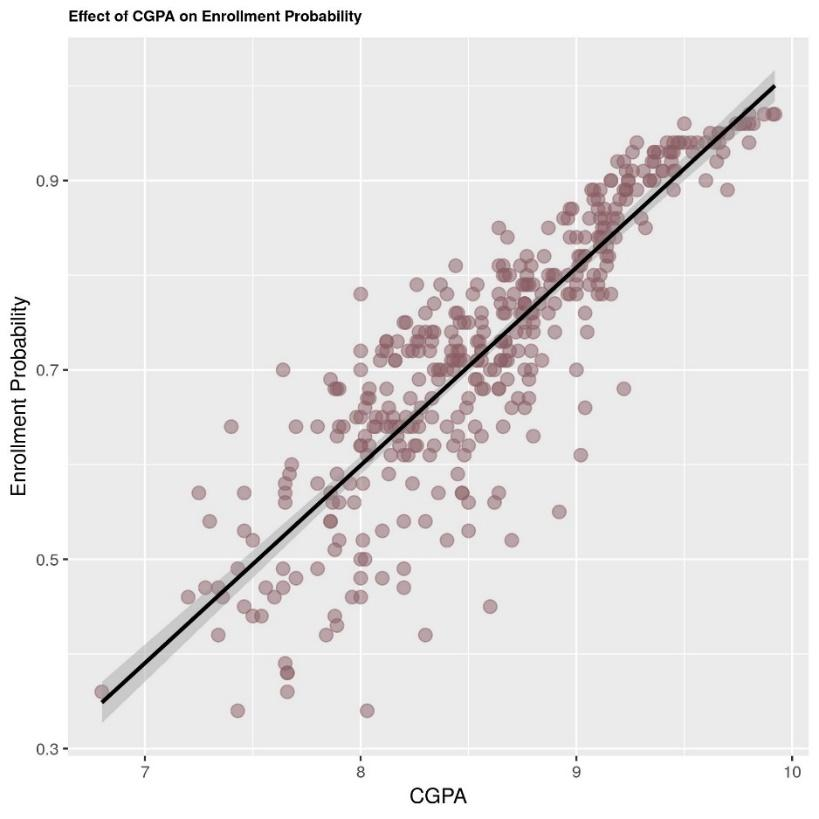 Effect of CGPA on Enrollment Probability
Enrollment Probability
0.9
0.7
0.5
0.3
7 8 9 10
CGPA